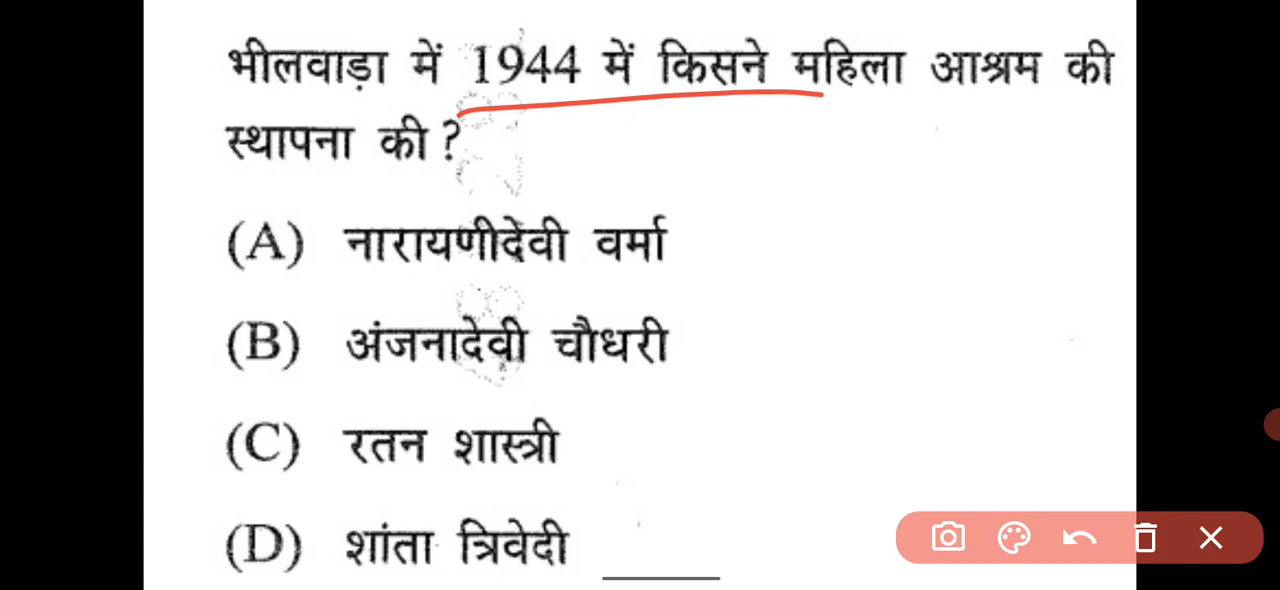 भीलवाड़ा में 1944 में किसने महिला आश्रम की
स्थापना की ?
(A) नारायणीदेवी वर्मा
(B) अंजनादेवी चौधरी
(C) रतन शास्त्री
(D) शांता त्रिवेदी